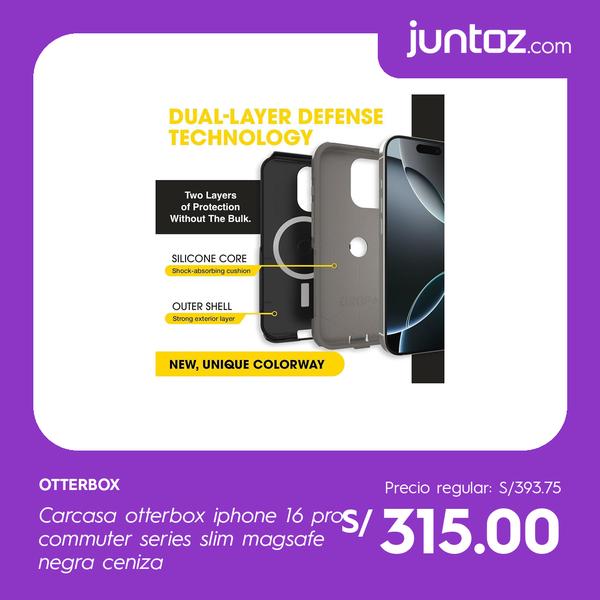 juntoz.com
DUAL-LAYER DEFENSE
TECHNOLOGY
Two Layers
of Protection
Without The Bulk.
SILICONE CORE
Shock-absorbing cushion
OUTER SHELL
Strong exterior layer
NEW, UNIQUE COLORWAY
OTTERBOX
Precio regular: S/393.75
Carcasa otterbox iphone 16 pro
commuter series slim magsafe
negra ceniza
S/ 315.00